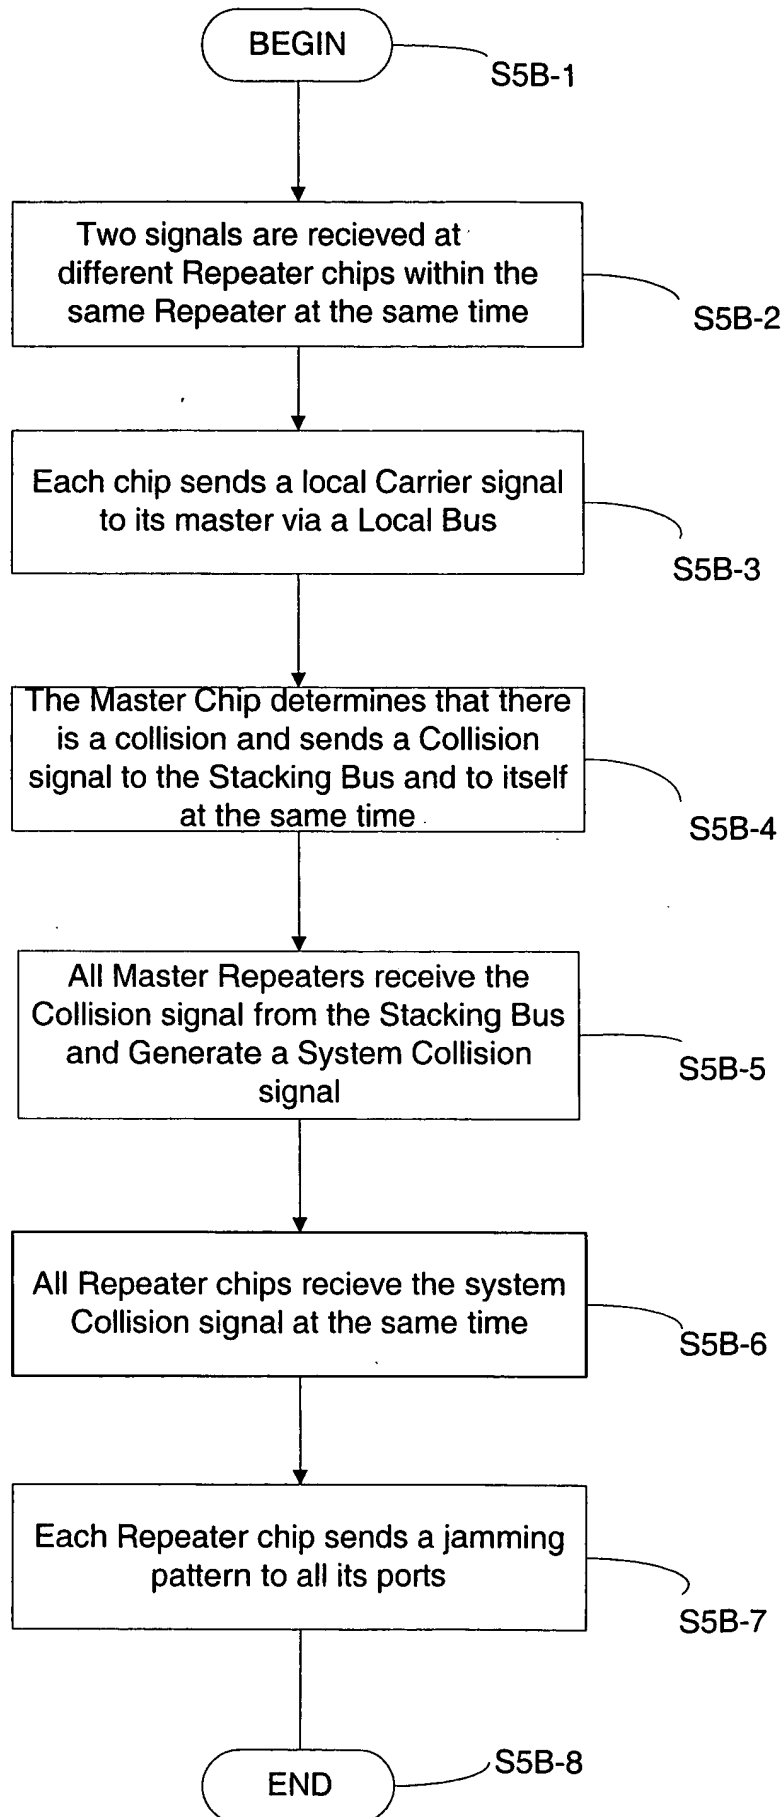 BEGIN
S5B-1
Two signals are recieved at
different Repeater chips within the
same Repeater at the same time
S5B-2
Each chip sends a local Carrier signal
to its master via a Local Bus
S5B-3
The Master Chip determines that there
is a collision and sends a Collision
signal to the Stacking Bus and to itself
at the same time
S5B-4
All Master Repeaters receive the
Collision signal from the Stacking Bus
and Generate a System Collision
signal
S5B-5
All Repeater chips recieve the system
Collision signal at the same time
S5B-6
Each Repeater chip sends a jamming
pattern to all its ports
S5B-7
END
S5B-8